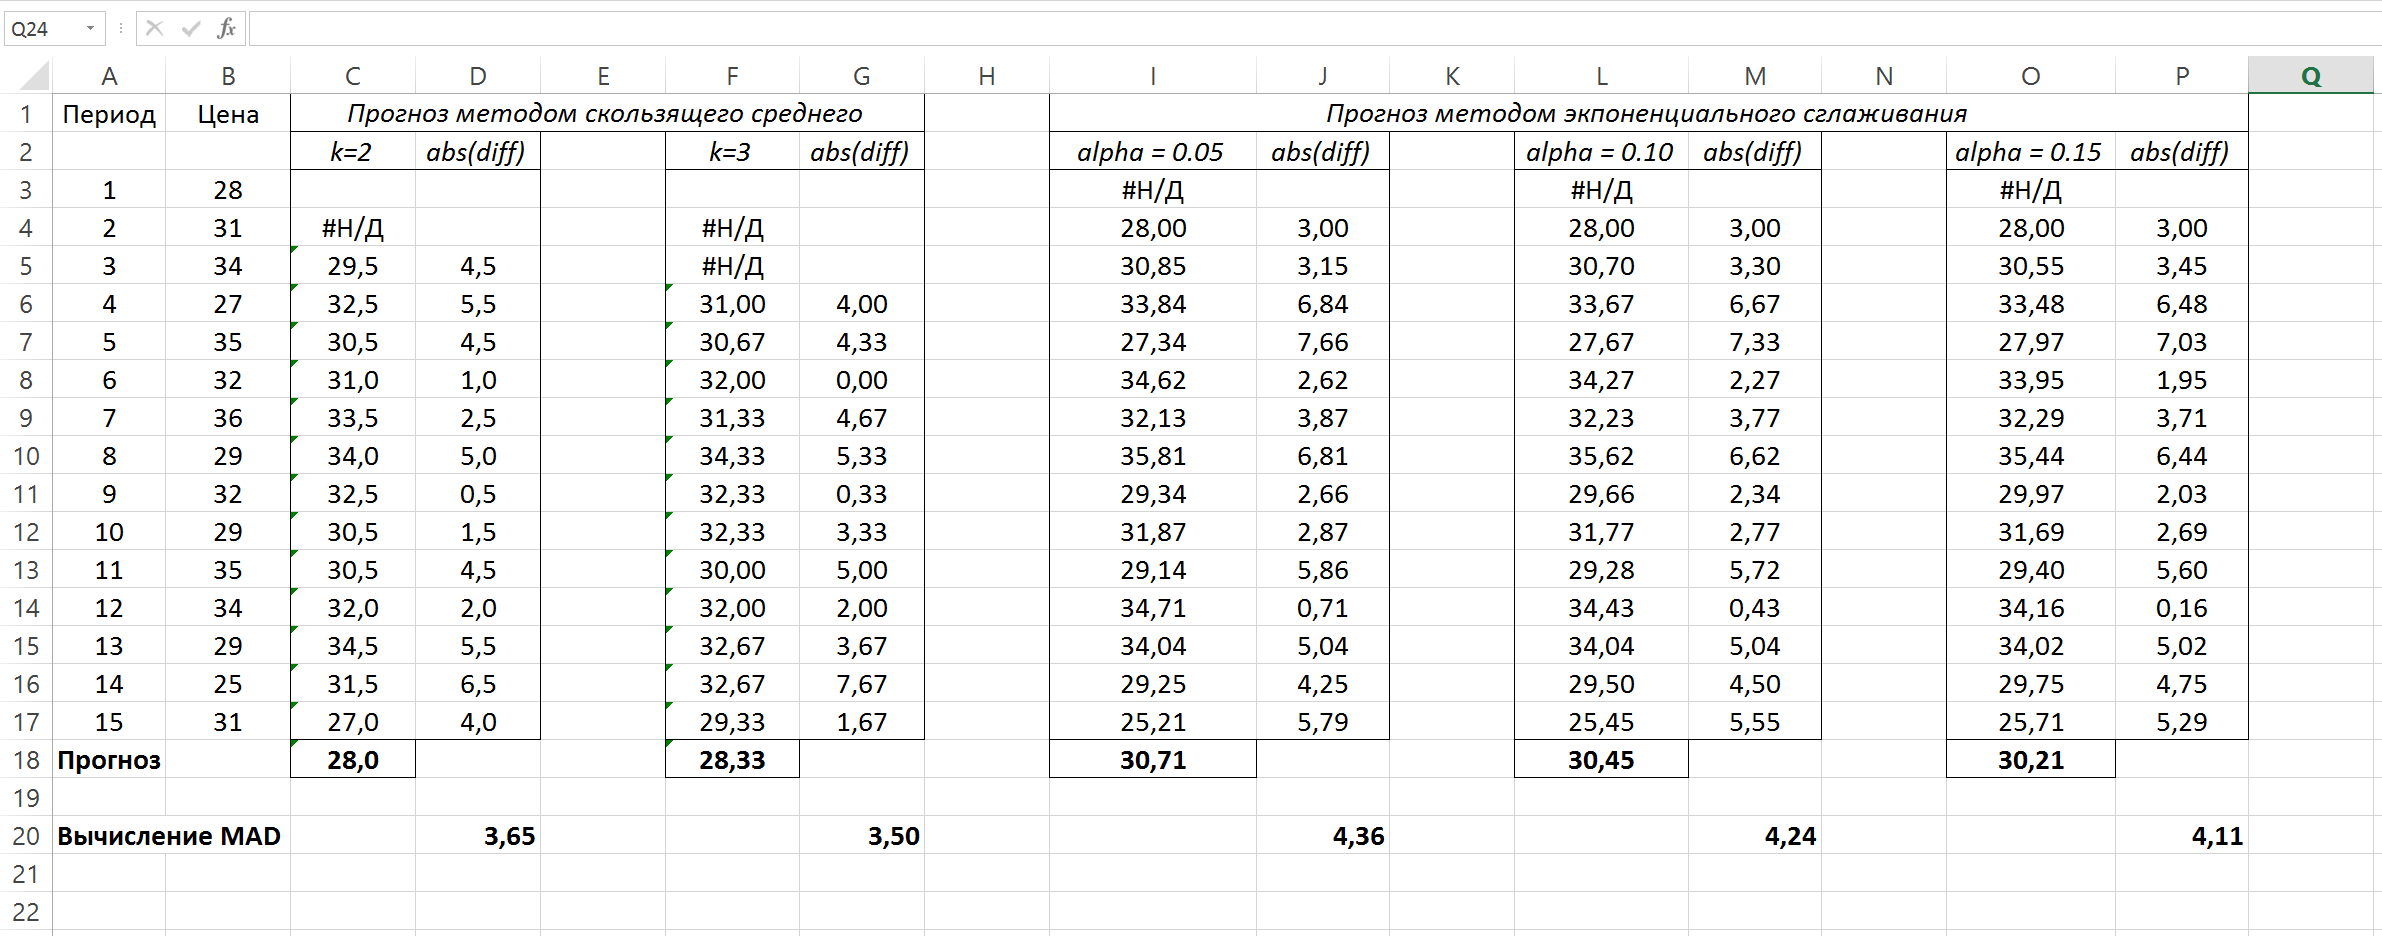 Q24 fx
A B C D E F G H I J K L M N O P Q
1 Период Цена Прогноз методом скользящего среднего Прогноз методом экпоненциального сглаживания
2 k=2 abs(diff) k=3 abs(diff) alpha = 0.05 abs(diff) alpha = 0.10 abs(diff) alpha = 0.15 abs(diff)
3 1 28 #Н/Д #Н/Д #Н/Д
4 2 31 #Н/Д #Н/Д 28,00 3,00 28,00 3,00 28,00 3,00
5 3 34 29,5 4,5 #Н/Д 30,85 3,15 30,70 3,30 30,55 3,45
6 4 27 32,5 5,5 31,00 4,00 33,84 6,84 33,67 6,67 33,48 6,48
7 5 35 30,5 4,5 30,67 4,33 27,34 7,66 27,67 7,33 27,97 7,03
8 6 32 31,0 1,0 32,00 0,00 34,62 2,62 34,27 2,27 33,95 1,95
9 7 36 33,5 2,5 31,33 4,67 32,13 3,87 32,23 3,77 32,29 3,71
10 8 29 34,0 5,0 34,33 5,33 35,81 6,81 35,62 6,62 35,44 6,44
11 9 32 32,5 0,5 32,33 0,33 29,34 2,66 29,66 2,34 29,97 2,03
12 10 29 30,5 1,5 32,33 3,33 31,87 2,87 31,77 2,77 31,69 2,69
13 11 35 30,5 4,5 30,00 5,00 29,14 5,86 29,28 5,72 29,40 5,60
14 12 34 32,0 2,0 32,00 2,00 34,71 0,71 34,43 0,43 34,16 0,16
15 13 29 34,5 5,5 32,67 3,67 34,04 5,04 34,04 5,04 34,02 5,02
16 14 25 31,5 6,5 32,67 7,67 29,25 4,25 29,50 4,50 29,75 4,75
17 15 31 27,0 4,0 29,33 1,67 25,21 5,79 25,45 5,55 25,71 5,29
18 Прогноз 28,0 28,33 30,71 30,45 30,21
19
20 Вычисление MAD 3,65 3,50 4,36 4,24 4,11
21
22